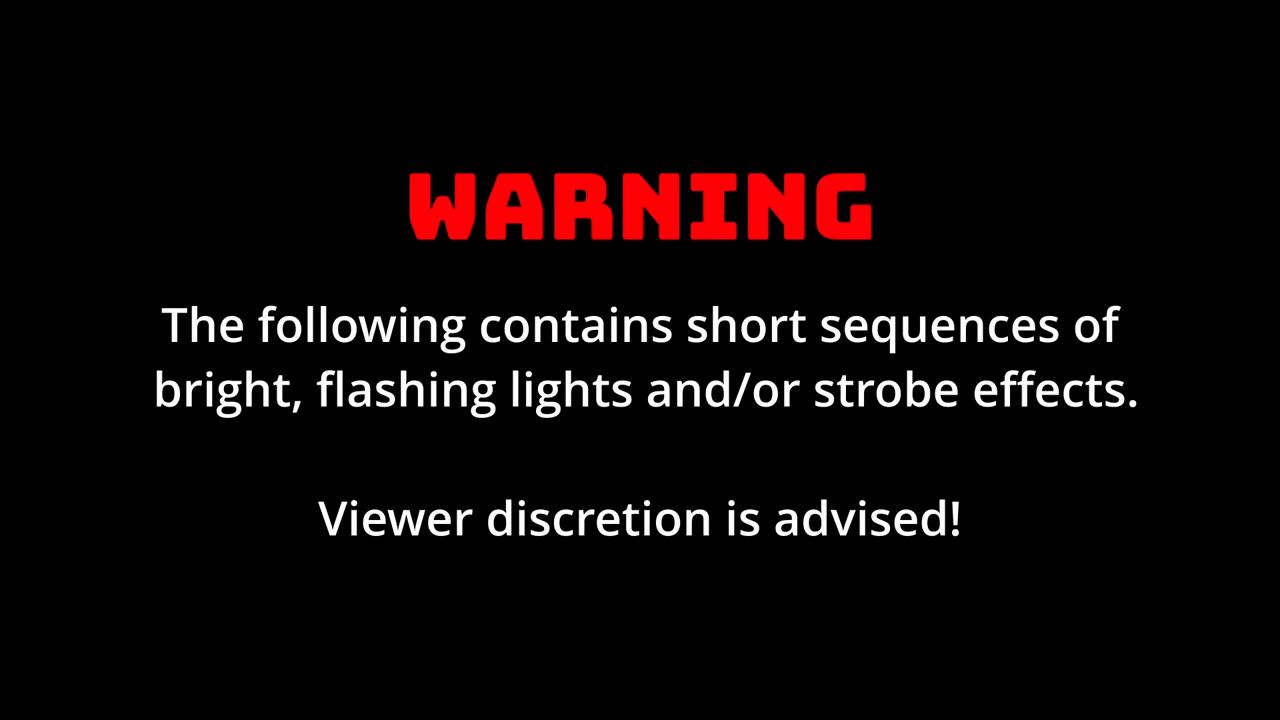 WARNING
The following contains short sequences of
bright, flashing lights and/or strobe effects.
Viewer discretion is advised!